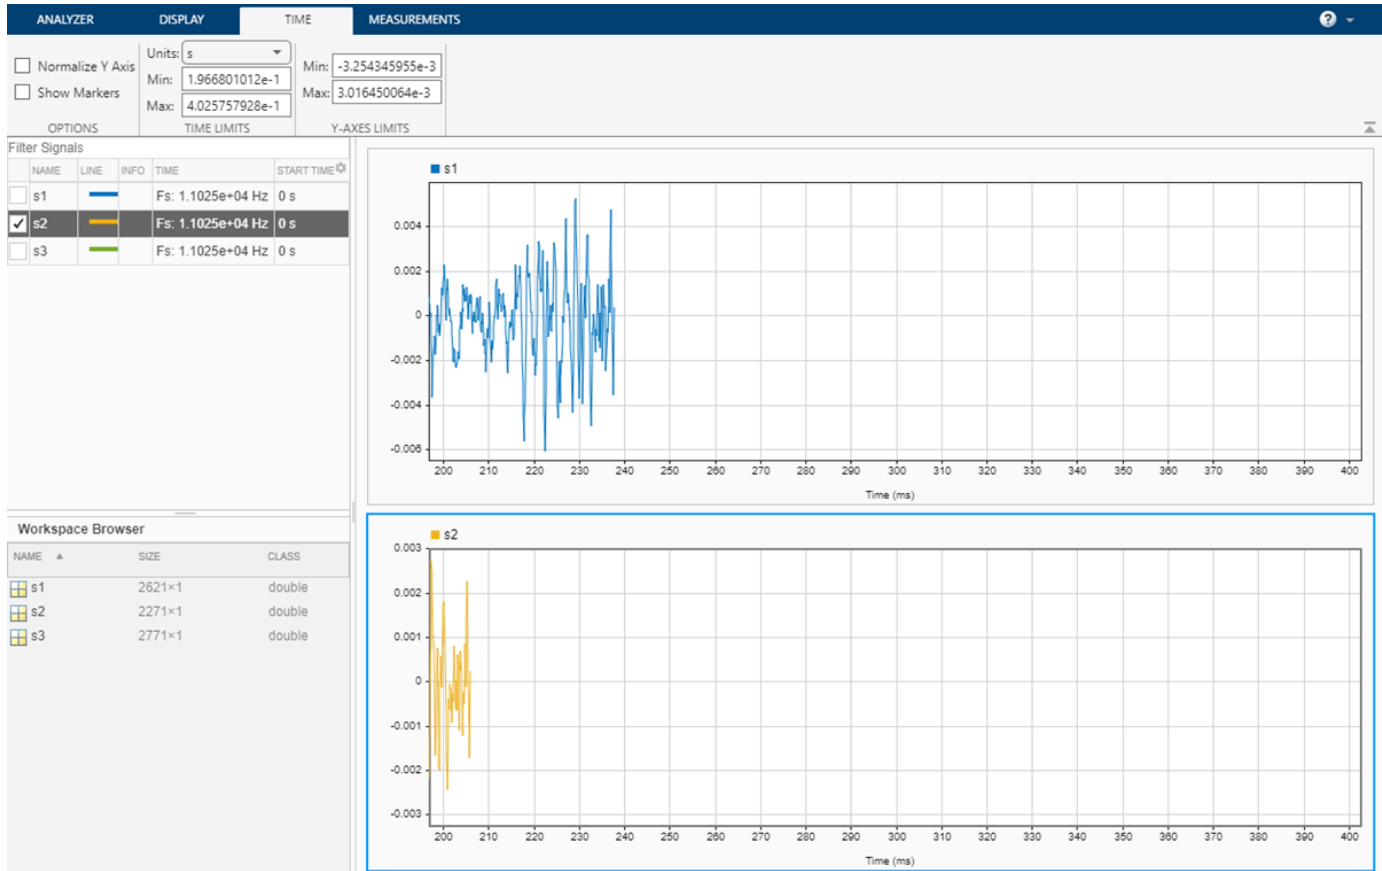 ANALYZER DISPLAY TIME MEASUREMENTS ?
Normalize Y Axis
Show Markers
OPTIONS
Units: s
Min: 1.966801012e-1
Max: 4.025757928e-1
TIME LIMITS
Min: -3.254345955e-3
Max: 3.016450064e-3
Y-AXES LIMITS
Filter Signals
NAME LINE INFO TIME START TIME
s1 Fs: 1.1025e+04 Hz 0 s
s2 Fs: 1.1025e+04 Hz 0 s
s3 Fs: 1.1025e+04 Hz 0 s
Workspace Browser
NAME SIZE CLASS
s1 2621×1 double
s2 2271×1 double
s3 2771×1 double
s1
0.004
0.002
0
-0.002
-0.004
-0.006
200 210 220 230 240 250 260 270 280 290 300 310 320 330 340 350 360 370 380 390 400
Time (ms)
s2
0.003
0.002
0.001
0
-0.001
-0.002
-0.003
200 210 220 230 240 250 260 270 280 290 300 310 320 330 340 350 360 370 380 390 400
Time (ms)